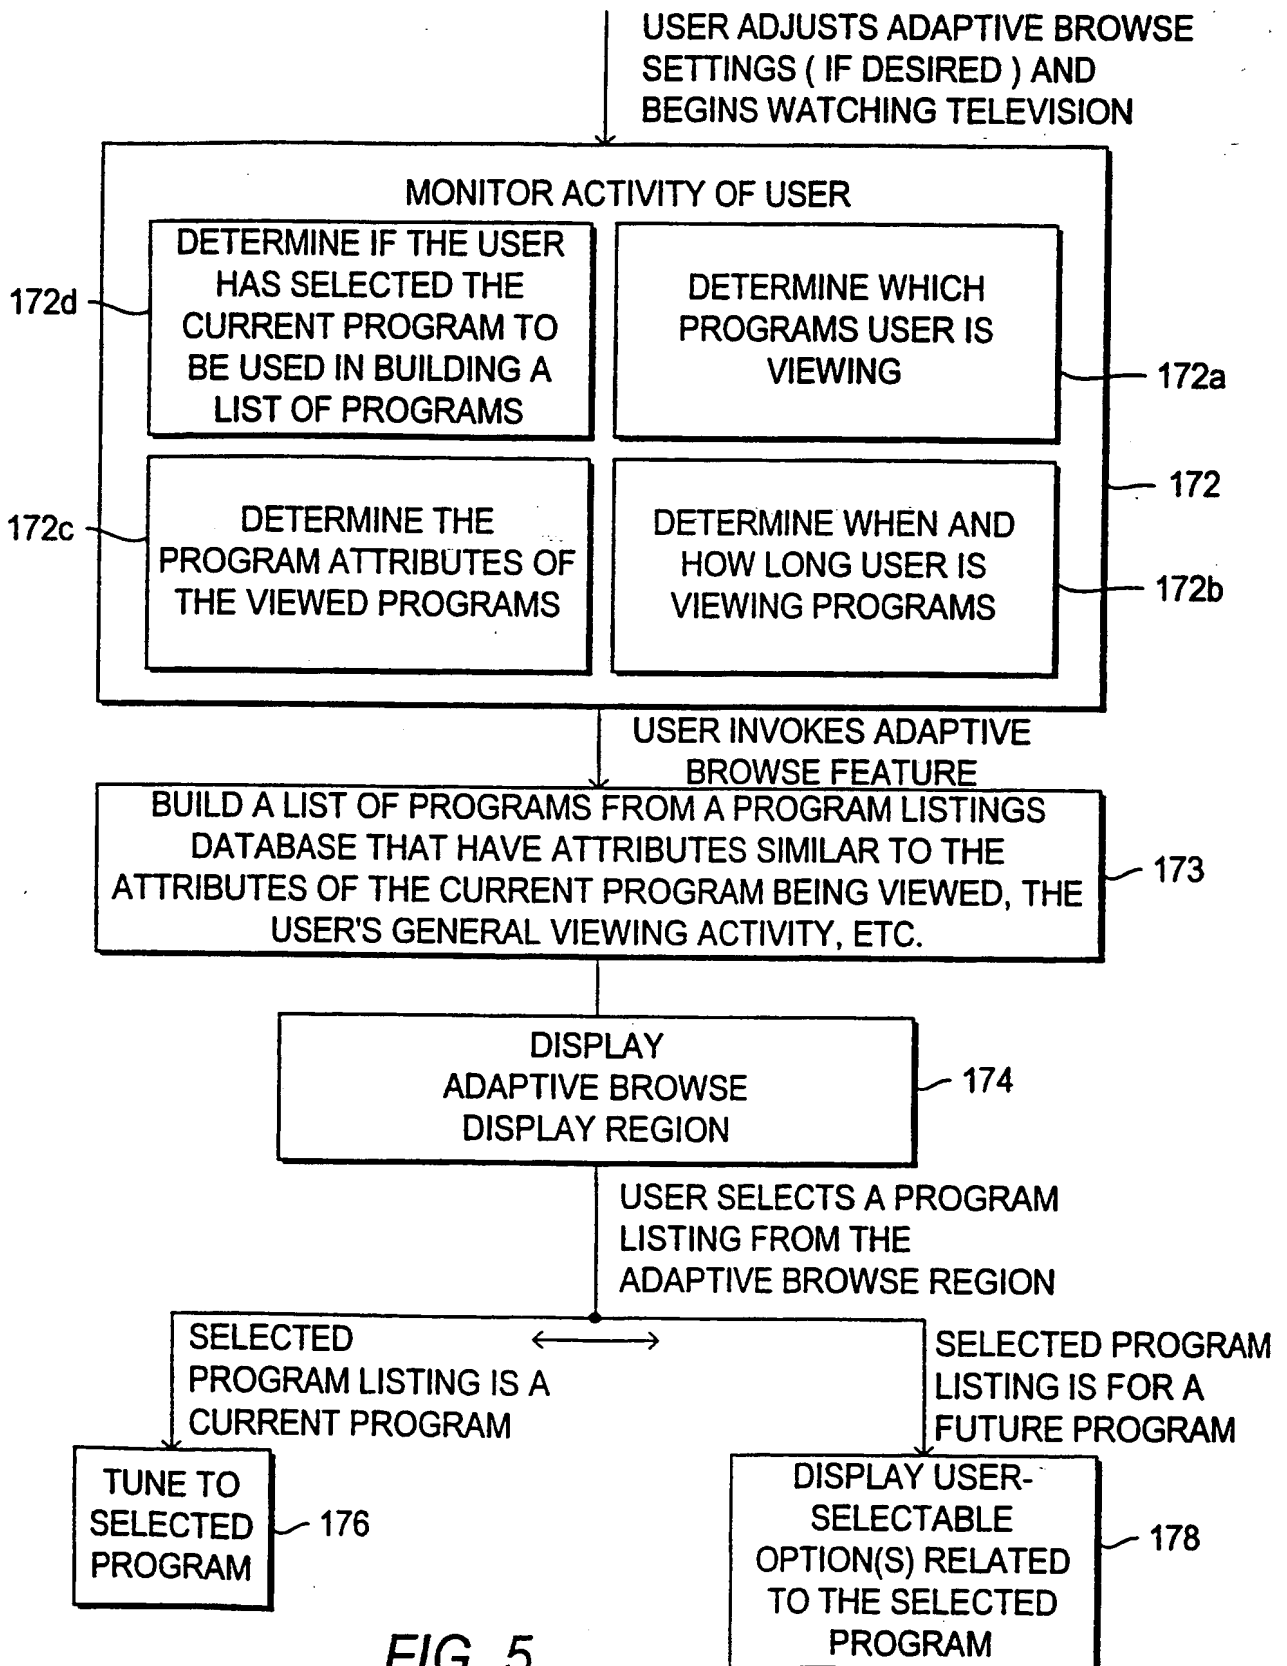 USER ADJUSTS ADAPTIVE BROWSE
SETTINGS ( IF DESIRED ) AND
BEGINS WATCHING TELEVISION
MONITOR ACTIVITY OF USER
DETERMINE IF THE USER
HAS SELECTED THE
CURRENT PROGRAM TO
BE USED IN BUILDING A
LIST OF PROGRAMS
172d
DETERMINE WHICH
PROGRAMS USER IS
VIEWING
172a
172
DETERMINE THE
PROGRAM ATTRIBUTES OF
THE VIEWED PROGRAMS
172c
DETERMINE WHEN AND
HOW LONG USER IS
VIEWING PROGRAMS
172b
USER INVOKES ADAPTIVE
BROWSE FEATURE
BUILD A LIST OF PROGRAMS FROM A PROGRAM LISTINGS
DATABASE THAT HAVE ATTRIBUTES SIMILAR TO THE
ATTRIBUTES OF THE CURRENT PROGRAM BEING VIEWED, THE
USER'S GENERAL VIEWING ACTIVITY, ETC.
173
DISPLAY
ADAPTIVE BROWSE
DISPLAY REGION
174
USER SELECTS A PROGRAM
LISTING FROM THE
ADAPTIVE BROWSE REGION
SELECTED
PROGRAM LISTING IS A
CURRENT PROGRAM
SELECTED PROGRAM
LISTING IS FOR A
FUTURE PROGRAM
TUNE TO
SELECTED
PROGRAM
176
DISPLAY USER-
SELECTABLE
OPTION(S) RELATED
TO THE SELECTED
PROGRAM
178
FIG. 5